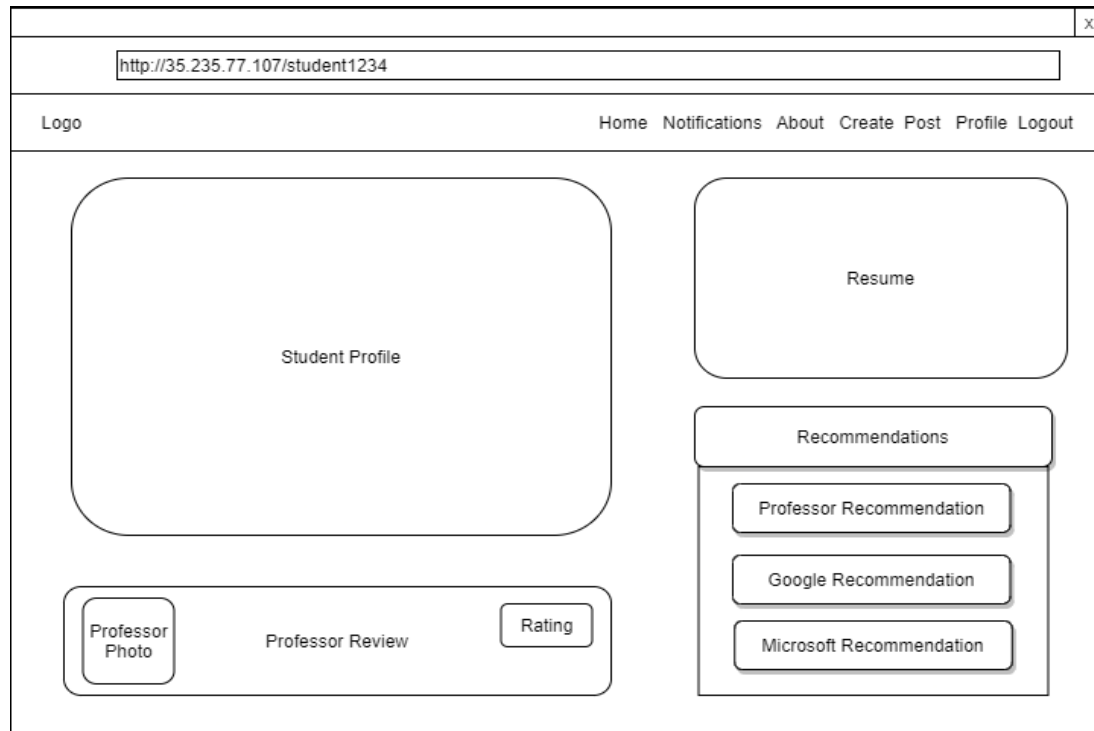 x
http://35.235.77.107/student1234
Logo
Home Notifications About Create Post Profile Logout
Student Profile
Resume
Recommendations
Professor Recommendation
Google Recommendation
Microsoft Recommendation
Professor
Photo
Professor Review
Rating